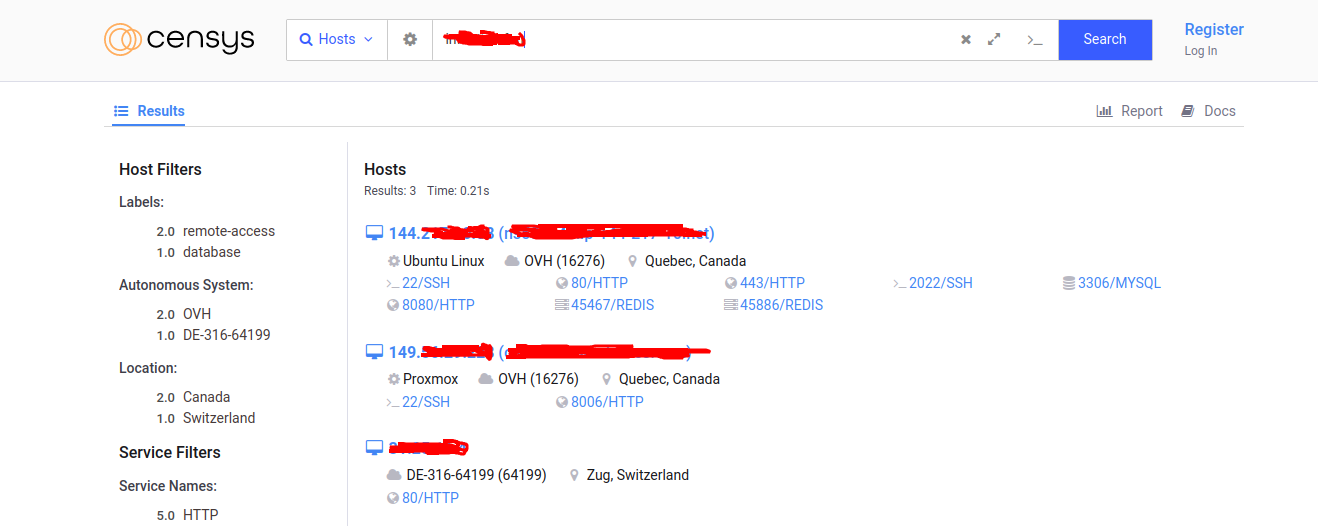 censys
Hosts
Search
Register
Log In
Results
Report
Docs
Host Filters
Labels:
2.0 remote-access
1.0 database
Autonomous System:
2.0 OVH
1.0 DE-316-64199
Location:
2.0 Canada
1.0 Switzerland
Service Filters
Service Names:
5.0 HTTP
Hosts
Results: 3 Time: 0.21s
144.2
Ubuntu Linux OVH (16276) Quebec, Canada
22/SSH 80/HTTP 443/HTTP 2022/SSH 3306/MYSQL
8080/HTTP 45467/REDIS 45886/REDIS
149.
Proxmox OVH (16276) Quebec, Canada
22/SSH 8006/HTTP
DE-316-64199 (64199) Zug, Switzerland
80/HTTP